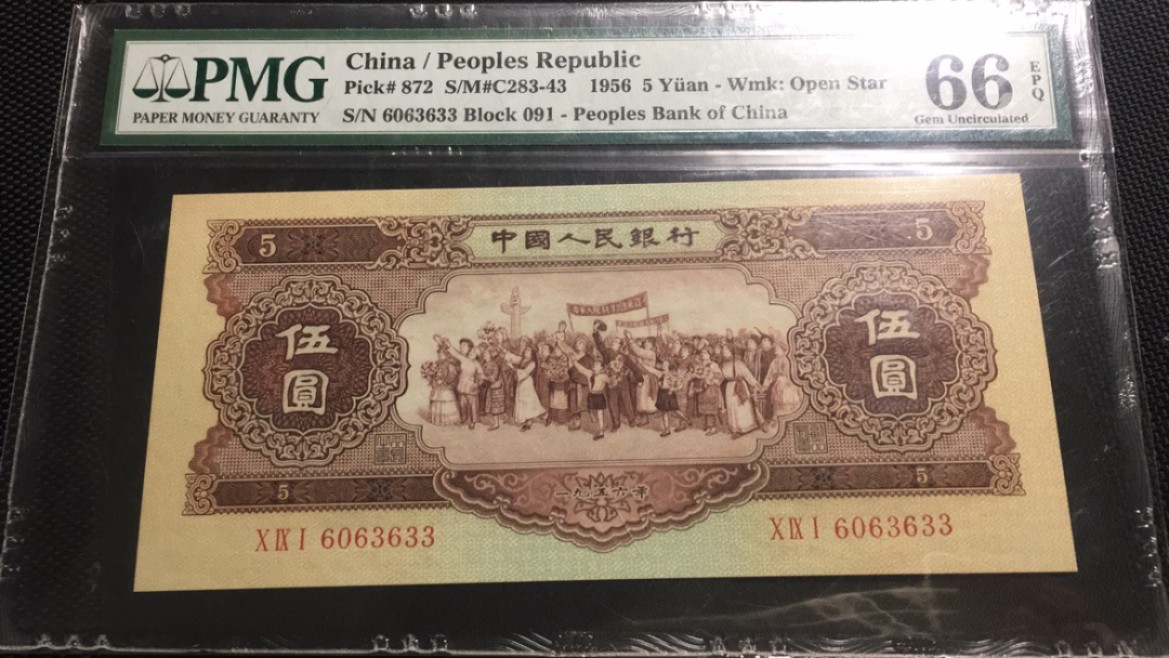 PMG
PAPER MONEY GUARANTY
China / Peoples Republic
Pick# 872 S/M#C283-43 1956 5 Yüan - Wmk: Open Star
S/N 6063633 Block 091 - Peoples Bank of China
66
EPQ
Gem Uncirculated
5 中國人民銀行 5
伍圓 伍圓
5 一九五六年 5
X IX I 6063633 X IX I 6063633